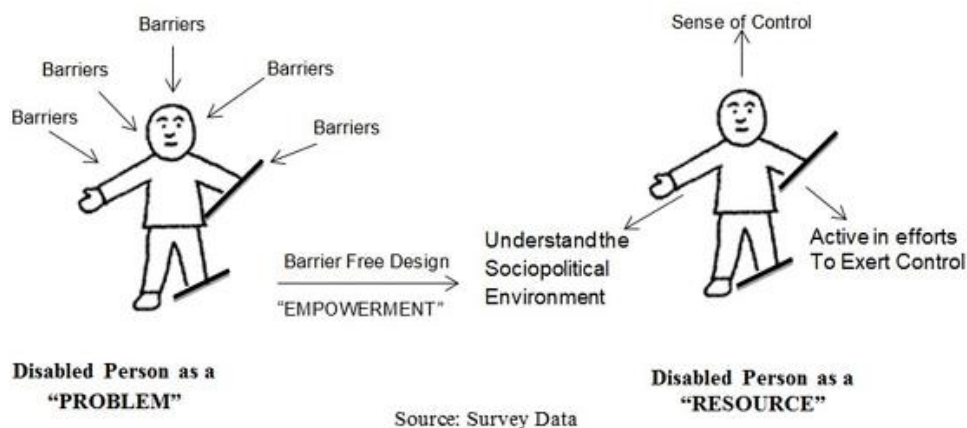 Barriers
Barriers
Barriers
Barriers
Barriers
Barrier Free Design
“EMPOWERMENT”
Disabled Person as a
“PROBLEM”
Sense of Control
Understand the
Sociopolitical
Environment
Active in efforts
To Exert Control
Disabled Person as a
“RESOURCE”
Source: Survey Data